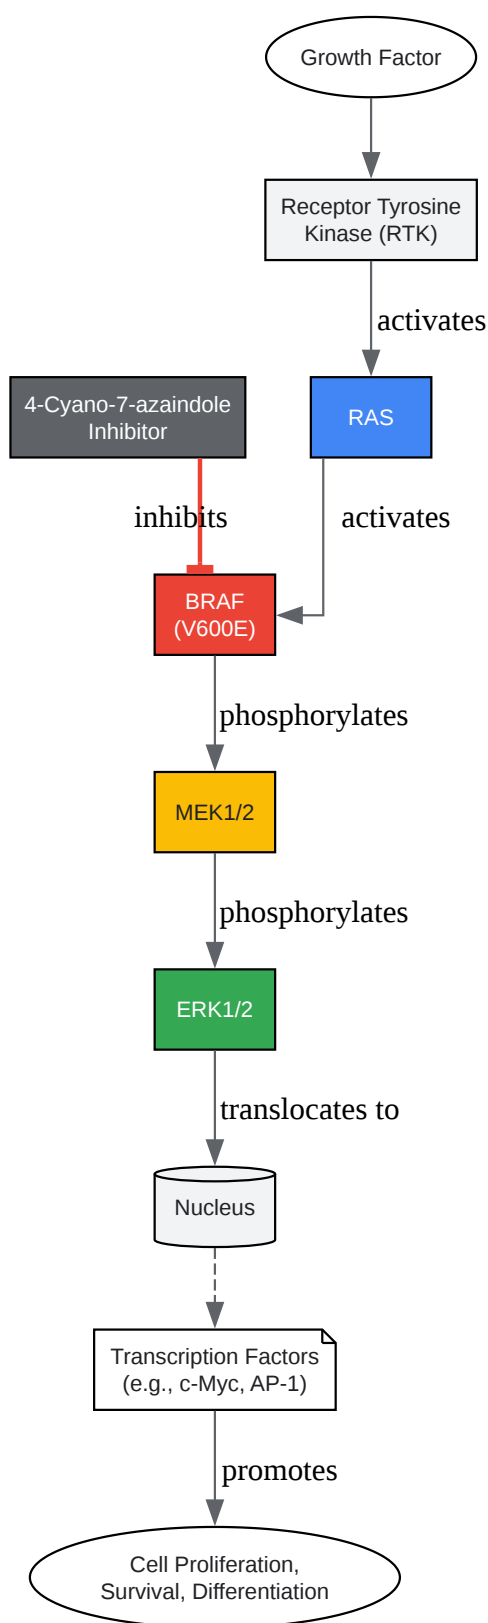 Growth Factor
Receptor Tyrosine
Kinase (RTK)
activates
4-Cyano-7-azaindole
Inhibitor
RAS
inhibits
activates
BRAF
(V600E)
phosphorylates
MEK1/2
phosphorylates
ERK1/2
translocates to
Nucleus
Transcription Factors
(e.g., c-Myc, AP-1)
promotes
Cell Proliferation,
Survival, Differentiation